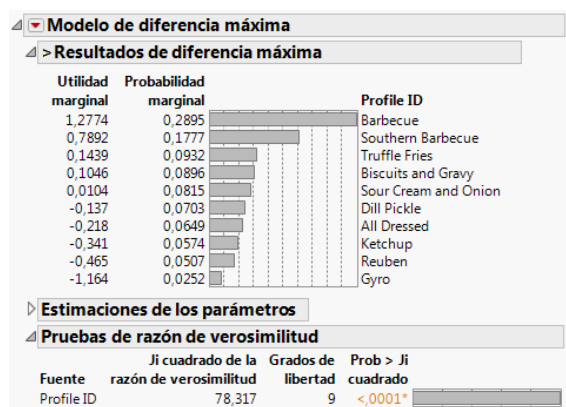 Modelo de diferencia máxima
> Resultados de diferencia máxima
Utilidad marginal Probabilidad marginal Profile ID
1,2774 0,2895 Barbecue
0,7892 0,1777 Southern Barbecue
0,1439 0,0932 Truffle Fries
0,1046 0,0896 Biscuits and Gravy
0,0104 0,0815 Sour Cream and Onion
-0,137 0,0703 Dill Pickle
-0,218 0,0649 All Dressed
-0,341 0,0574 Ketchup
-0,465 0,0507 Reuben
-1,164 0,0252 Gyro
Estimaciones de los parámetros
Pruebas de razón de verosimilitud
Fuente Ji cuadrado de la razón de verosimilitud Grados de libertad Prob > Ji cuadrado
Profile ID 78,317 9 <,0001*